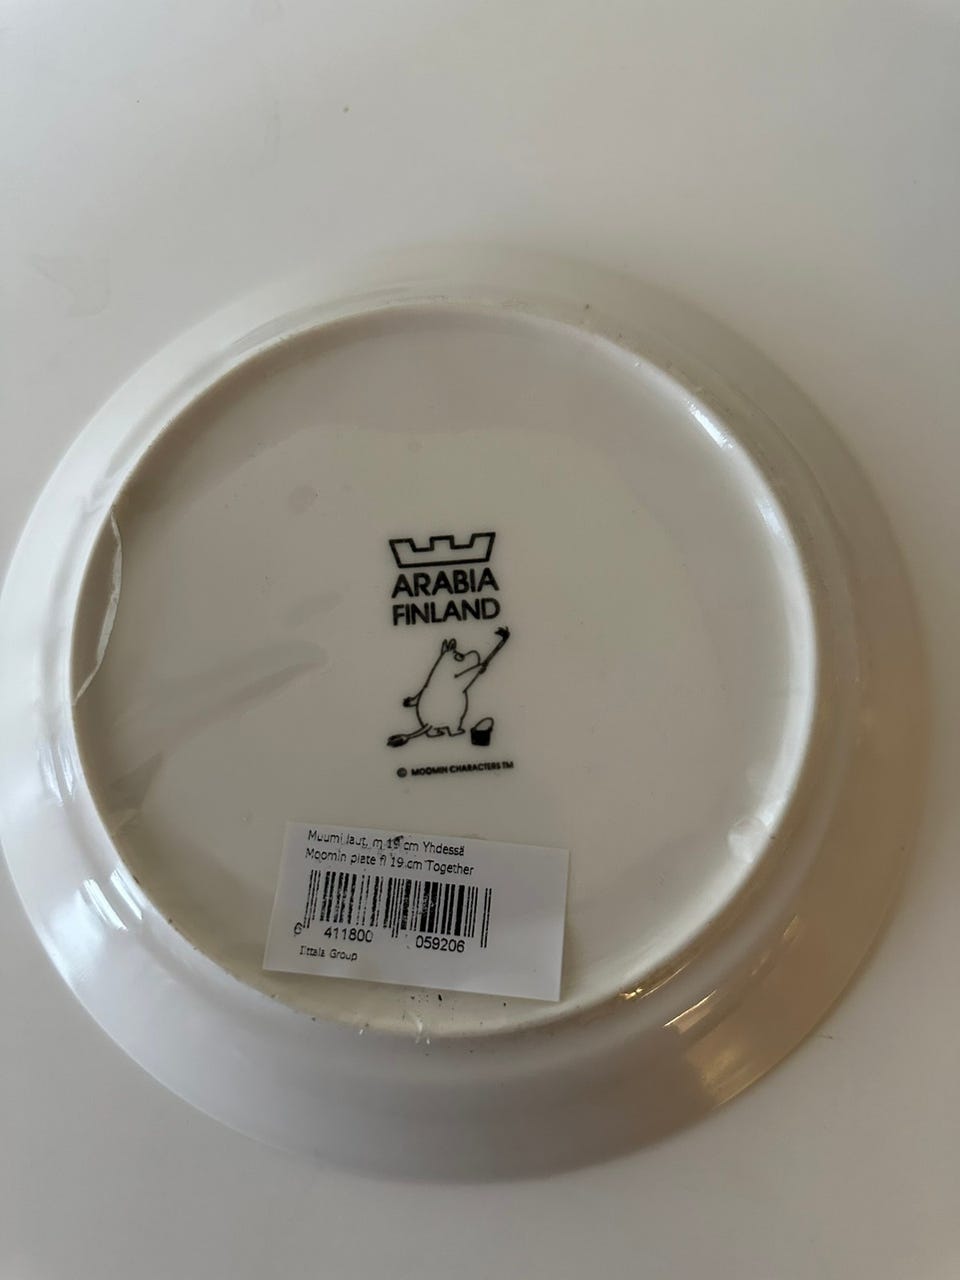 ARABIA
FINLAND
© MOOMIN CHARACTERS TM
Muumi laut. m 19 cm Yhdessä
Moomin plate fl 19 cm Together
6 411800 059206
Iittala Group